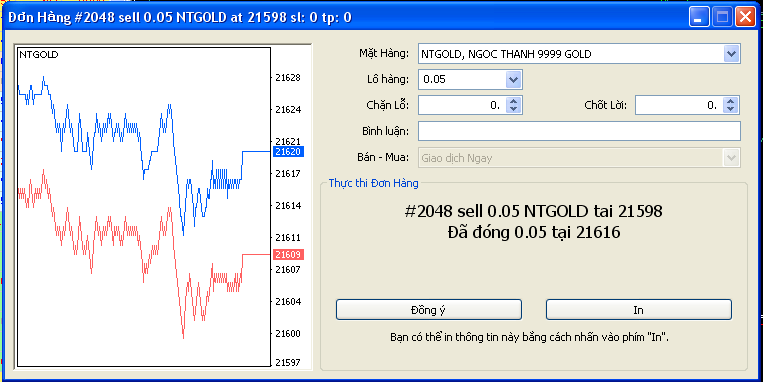 Đơn Hàng #2048 sell 0.05 NTGOLD at 21598 sl: 0 tp: 0
NTGOLD
21628
21624
21621
21620
21617
21614
21611
21609
21607
21604
21600
21597
Mặt Hàng: NTGOLD, NGOC THANH 9999 GOLD
Lô hàng: 0.05
Chặn Lỗ: 0. Chốt Lời: 0.
Bình luận:
Bán - Mua: Giao dịch Ngay
Thực thi Đơn Hàng
#2048 sell 0.05 NTGOLD tai 21598
Đã đóng 0.05 tại 21616
Đồng ý In
Bạn có thể in thông tin này bằng cách nhấn vào phím "In".